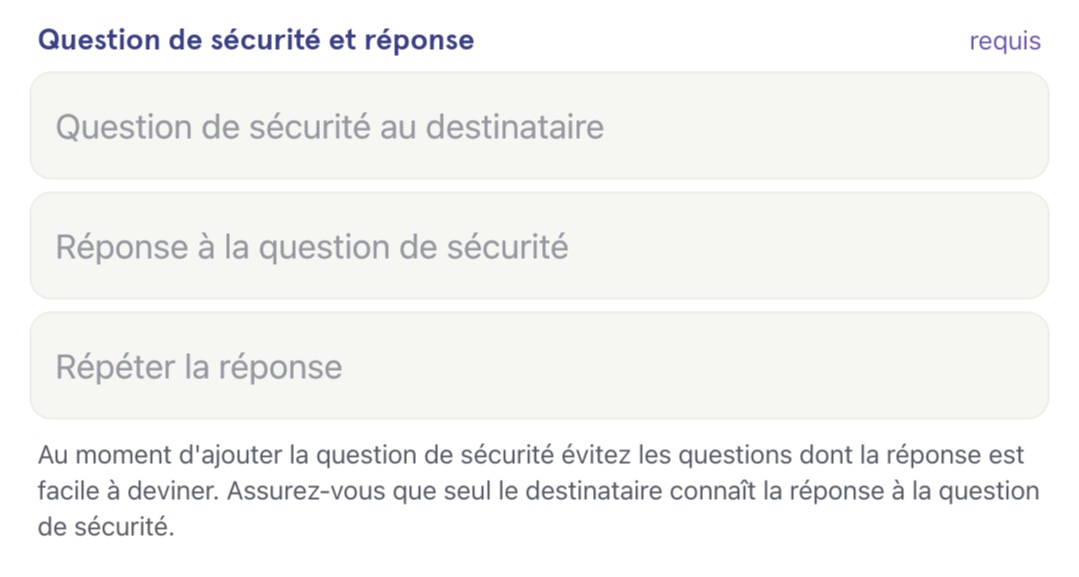 Question de sécurité et réponse
requis
Question de sécurité au destinataire
Réponse à la question de sécurité
Répéter la réponse
Au moment d'ajouter la question de sécurité évitez les questions dont la réponse est
facile à deviner. Assurez-vous que seul le destinataire connaît la réponse à la question
de sécurité.